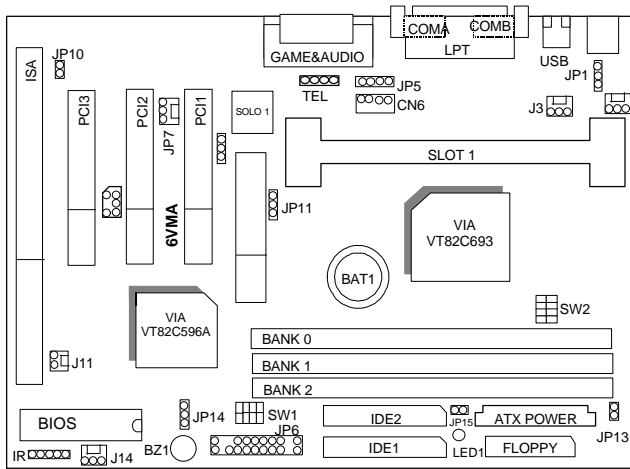 COMA
COMB
GAME&AUDIO
LPT
USB
ISA
JP10
TEL
JP5
CN6
JP1
J3
PCI3
PCI2
JP7
PCI1
SOLO 1
SLOT 1
6VMA
JP11
VIA
VT82C693
BAT1
VIA
VT82C596A
SW2
BANK 0
BANK 1
BANK 2
J11
BIOS
JP14
SW1
JP6
IDE2
JP15
ATX POWER
JP13
IR
J14
BZ1
IDE1
LED1
FLOPPY